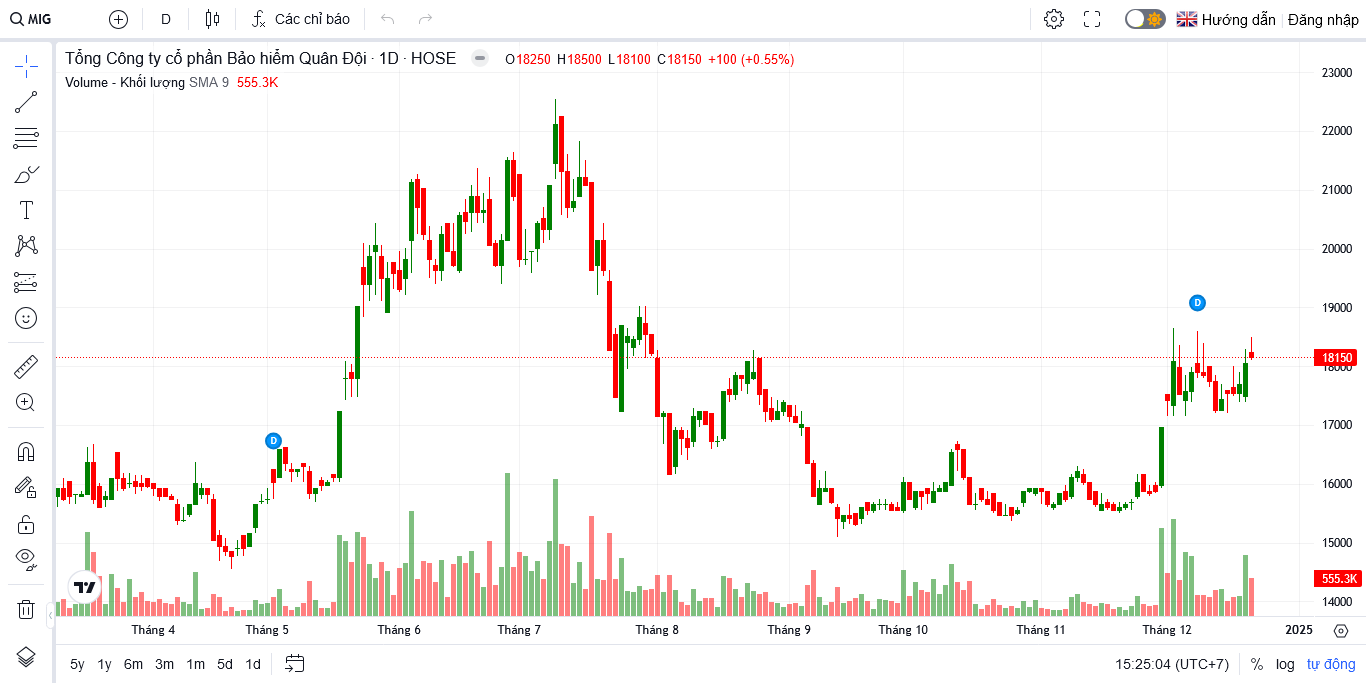 MIG D Các chỉ báo Hướng dẫn Đăng nhập
Tổng Công ty cổ phần Bảo hiểm Quân Đội · 1D · HOSE O18250 H18500 L18100 C18150 +100 (+0.55%)
Volume - Khối lượng SMA 9 555.3K
23000
22000
21000
20000
19000
D
18150
18000
17000
D
16000
15000
555.3K
14000
Tháng 4 Tháng 5 Tháng 6 Tháng 7 Tháng 8 Tháng 9 Tháng 10 Tháng 11 Tháng 12 2025
5y 1y 6m 3m 1m 5d 1d 15:25:04 (UTC+7) % log tự động